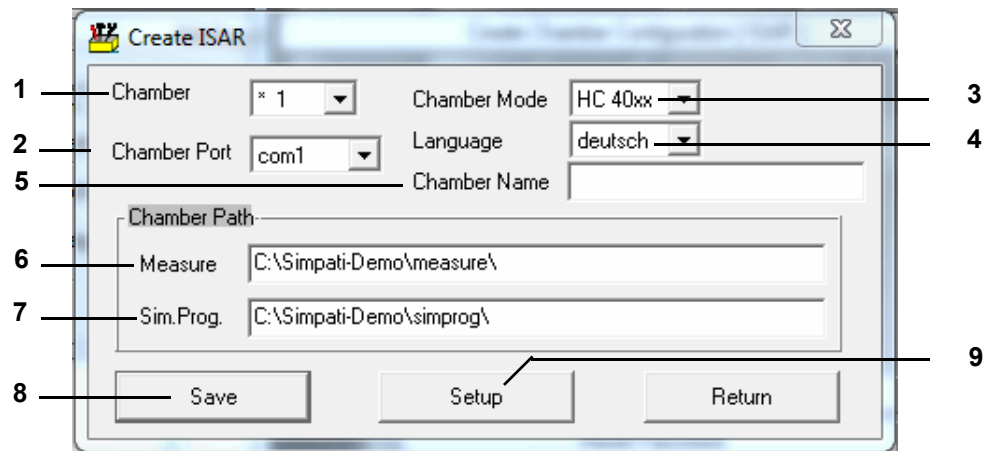 Create ISAR
1 Chamber * 1 Chamber Mode HC 40xx 3
2 Chamber Port com1 Language deutsch 4
5 Chamber Name
Chamber Path
6 Measure C:\Simpati-Demo\measure\
7 Sim.Prog. C:\Simpati-Demo\simprog\
9
8 Save Setup Return